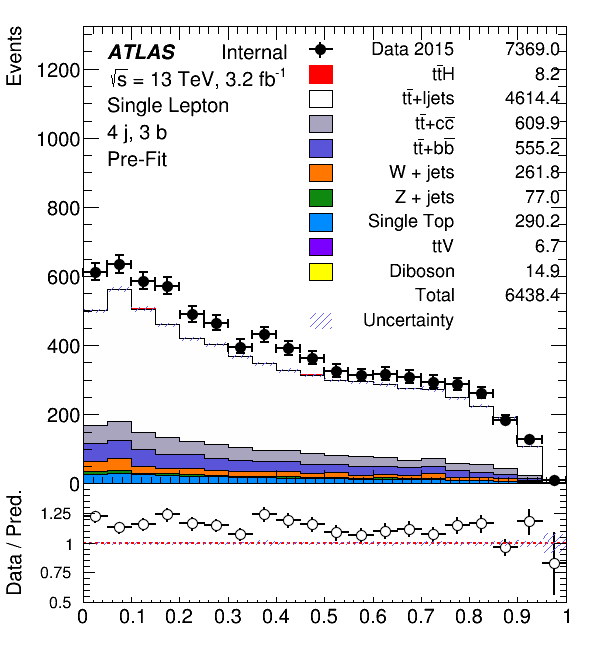 Events
1200
1000
800
600
400
200
0
ATLAS Internal
√s = 13 TeV, 3.2 fb⁻¹
Single Lepton
4 j, 3 b
Pre-Fit
Data 2015 7369.0
tt̄H 8.2
tt̄+ljets 4614.4
tt̄+cc̄ 609.9
tt̄+bb̄ 555.2
W + jets 261.8
Z + jets 77.0
Single Top 290.2
ttV 6.7
Diboson 14.9
Total 6438.4
Uncertainty
Data / Pred.
1.25
1
0.75
0.5
0 0.1 0.2 0.3 0.4 0.5 0.6 0.7 0.8 0.9 1